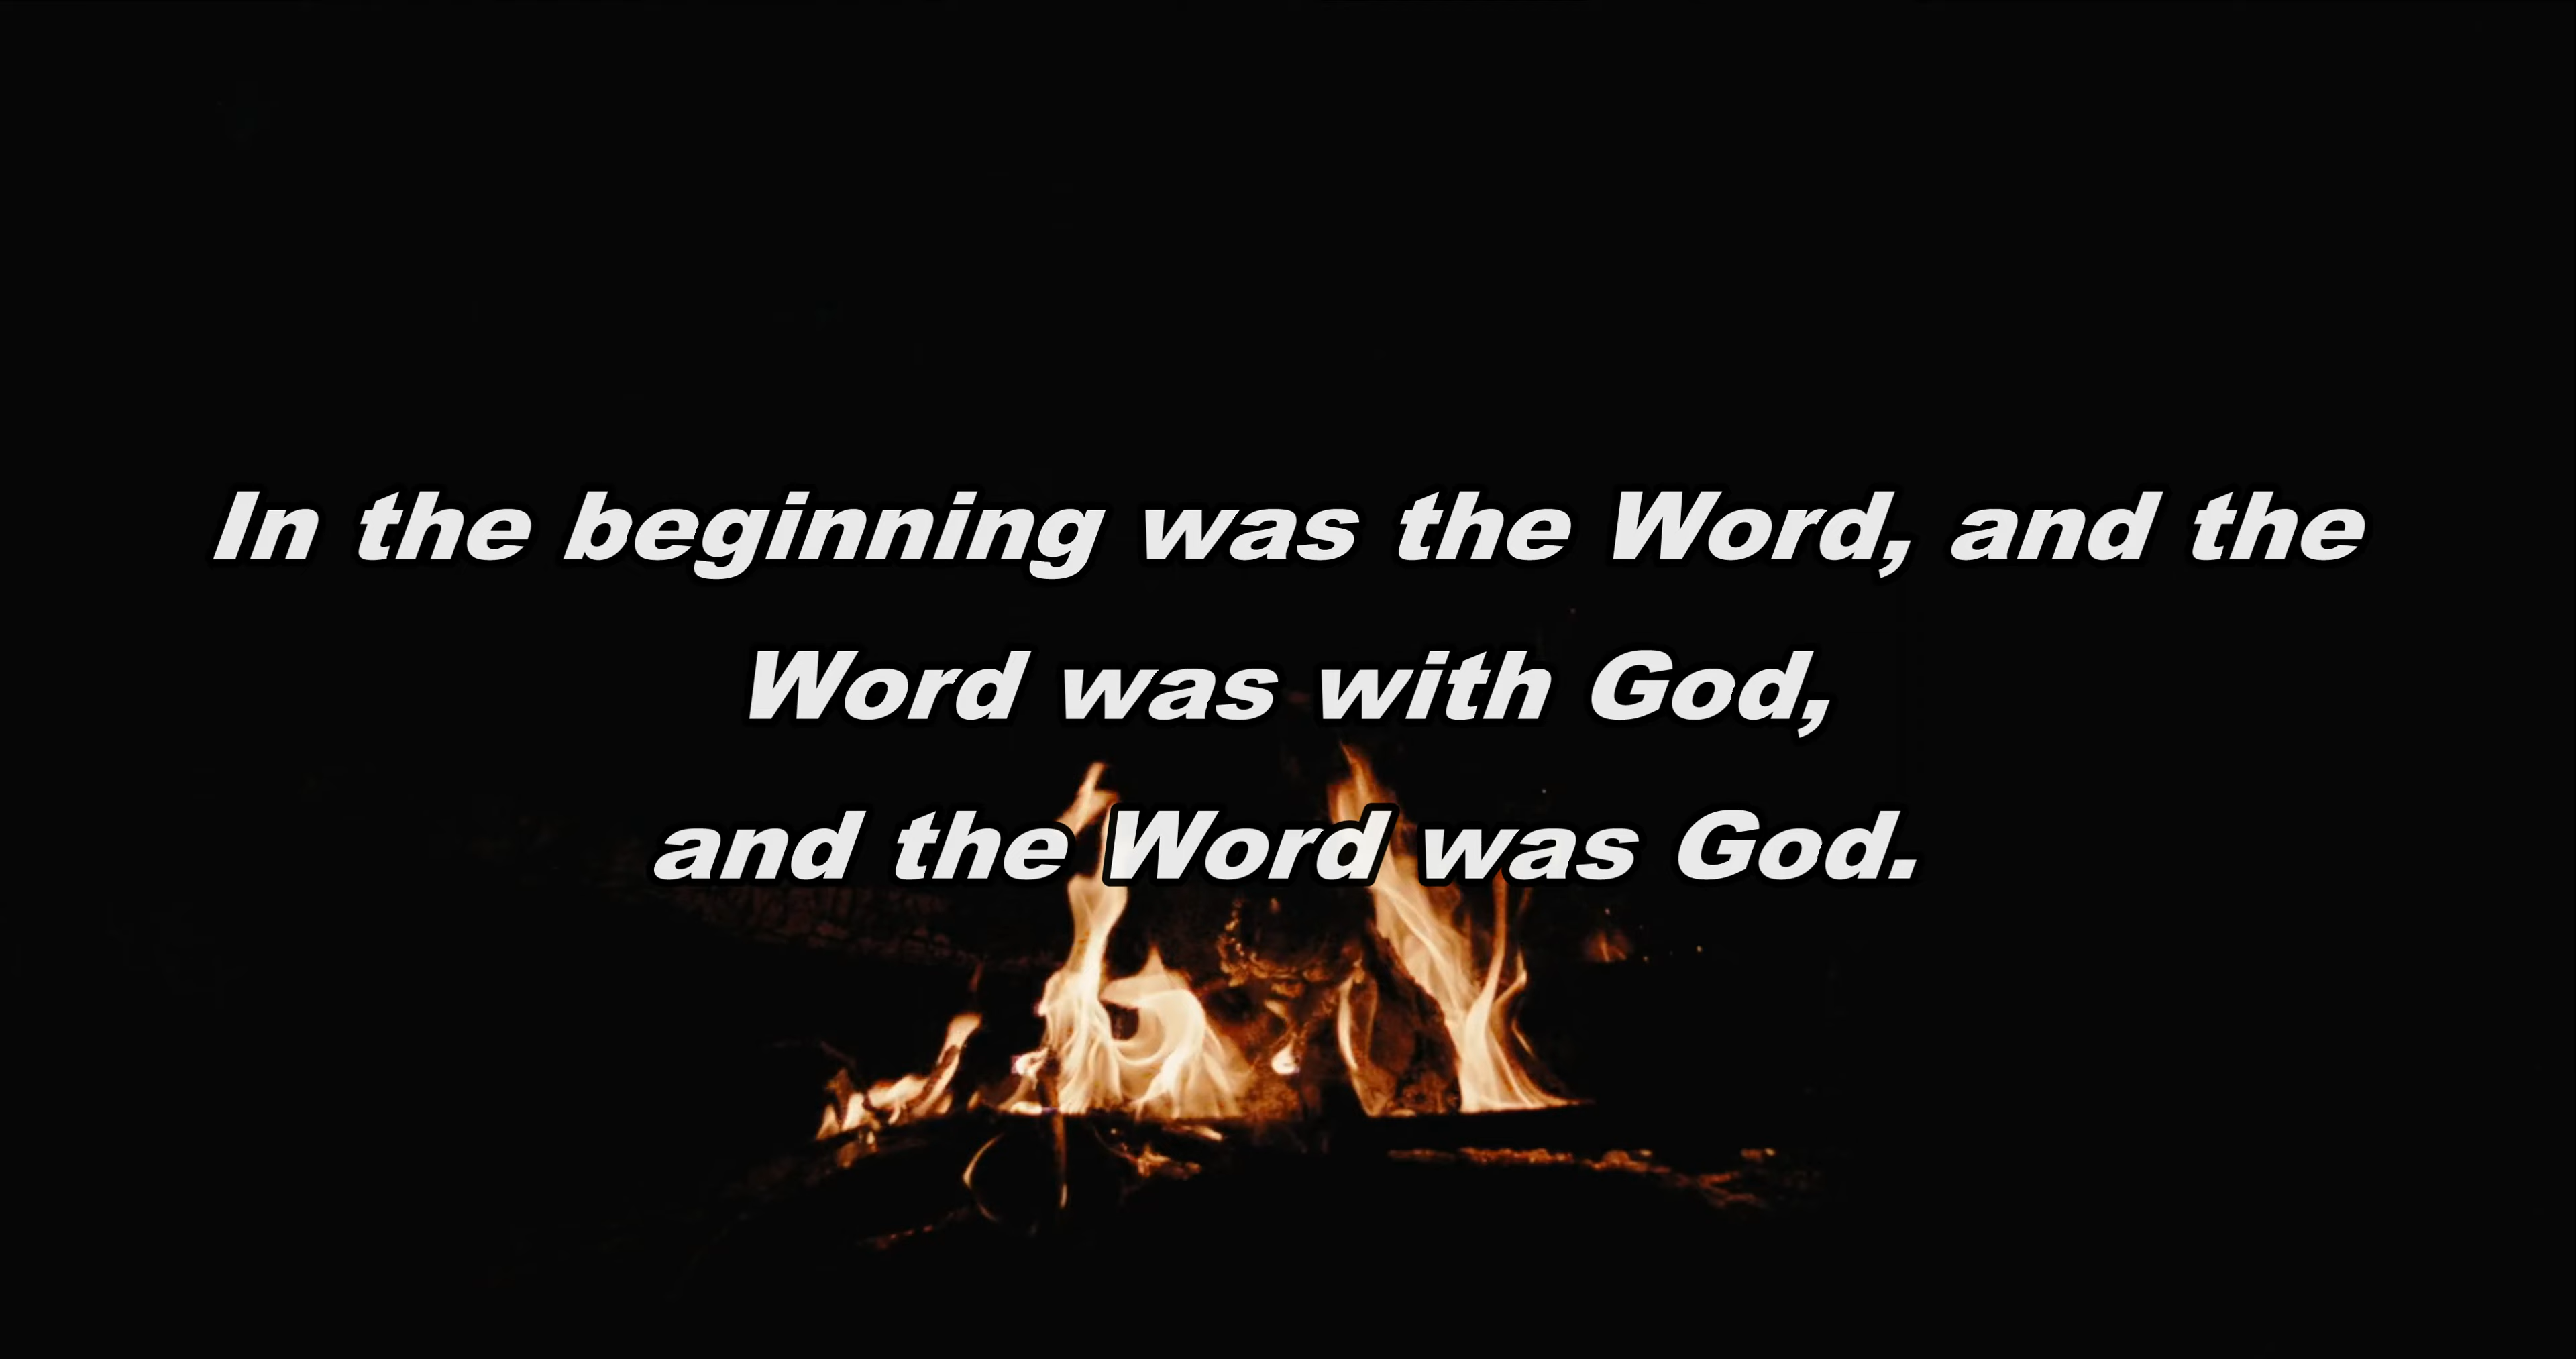 In the beginning was the Word, and the
Word was with God,
and the Word was God.